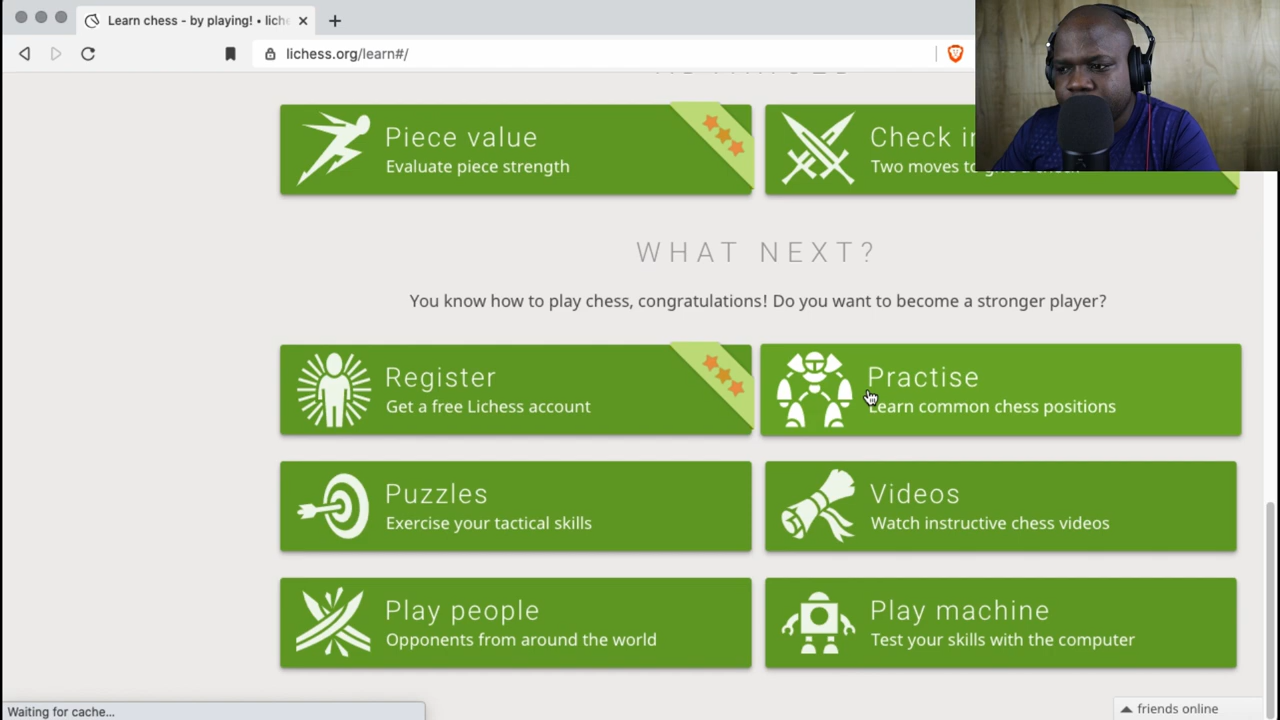 Learn chess - by playing! • lich
lichess.org/learn#/
Piece value
Evaluate piece strength
Check in
Two moves to
WHAT NEXT?
You know how to play chess, congratulations! Do you want to become a stronger player?
Register
Get a free Lichess account
Practise
Learn common chess positions
Puzzles
Exercise your tactical skills
Videos
Watch instructive chess videos
Play people
Opponents from around the world
Play machine
Test your skills with the computer
Waiting for cache...
friends online